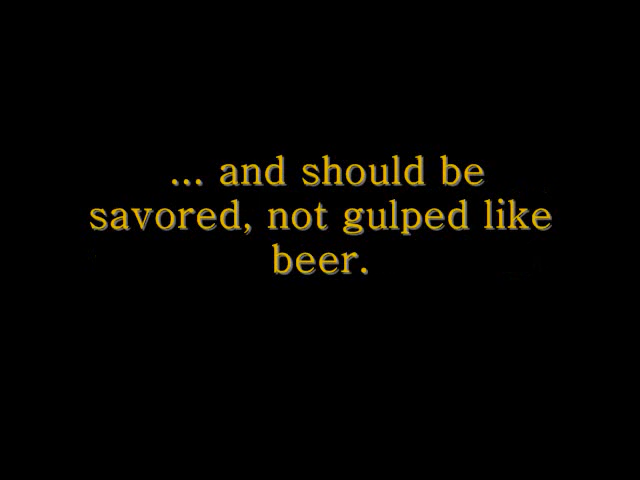 ... and should be
savored, not gulped like
beer.